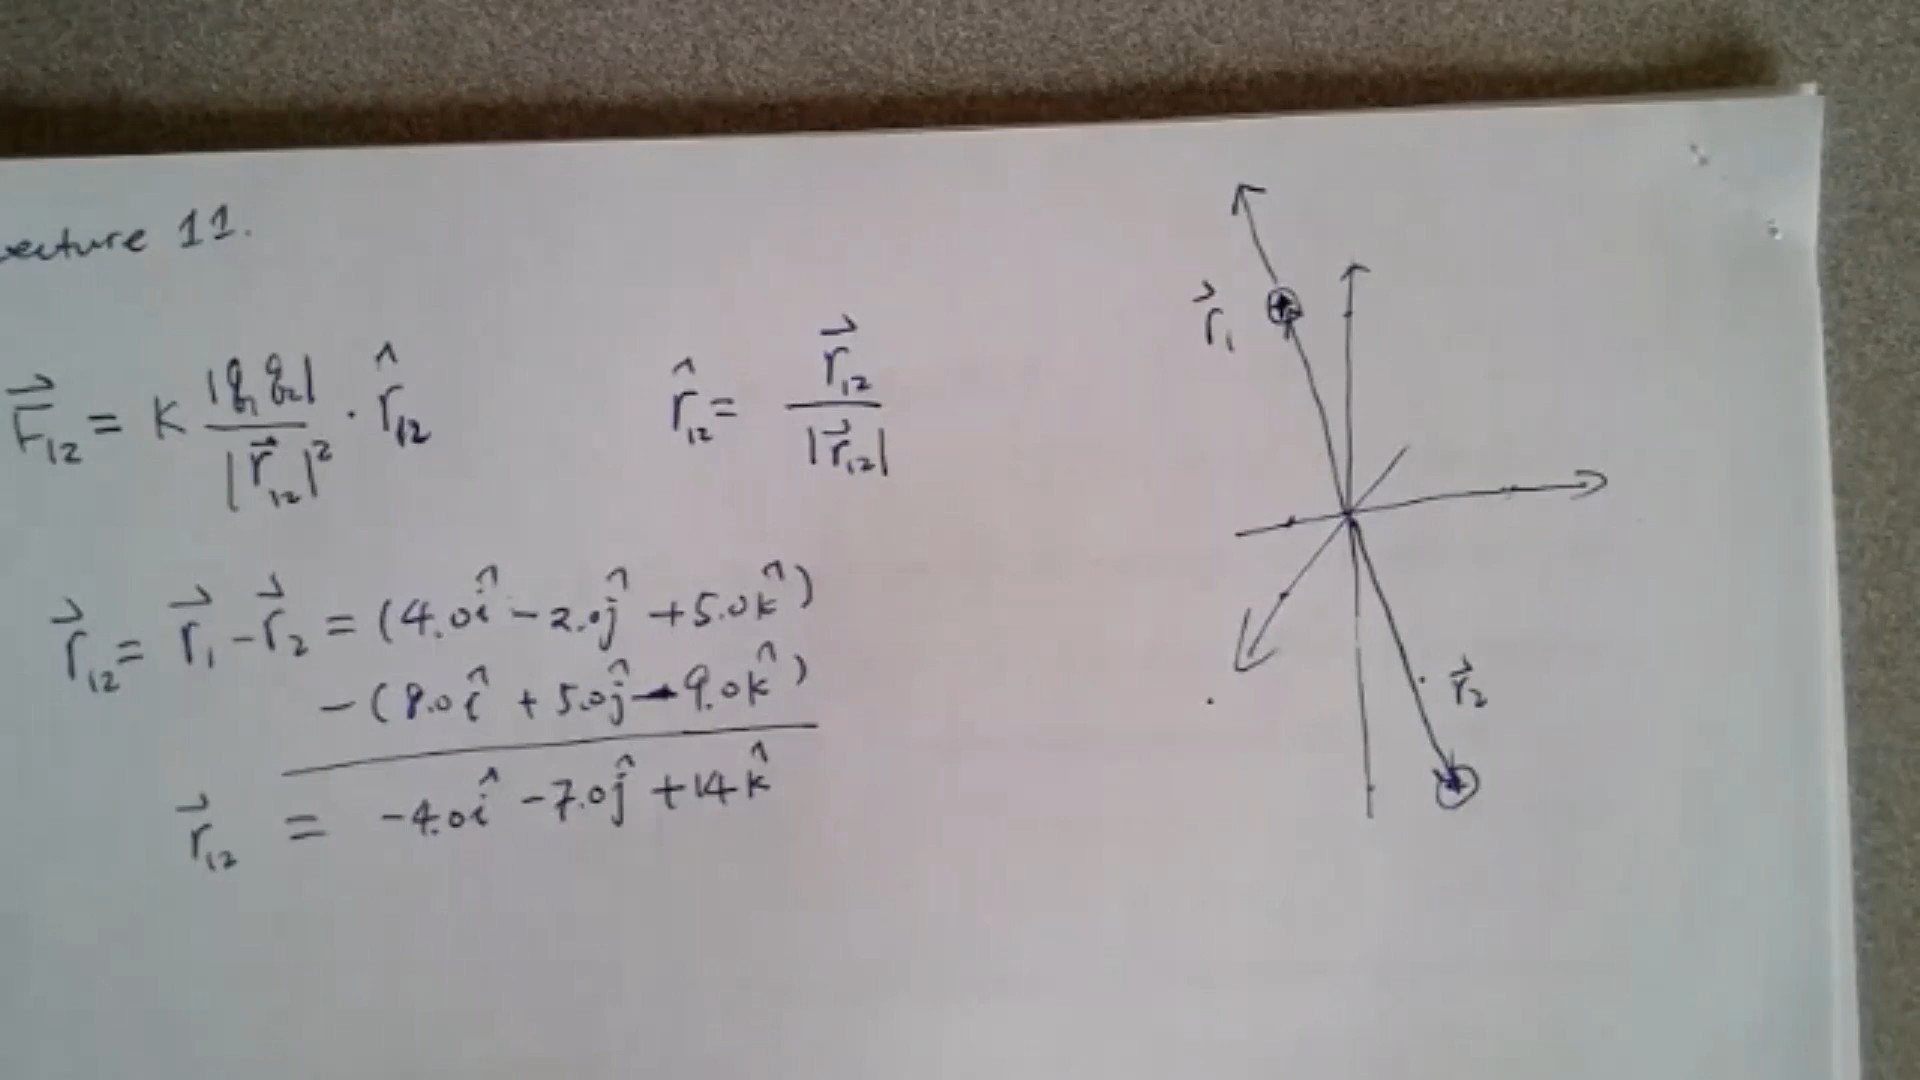 ecture 11.
F⃗₁₂ = K |q₁q₂| / |r⃗₁₂|² · r̂₁₂
r̂₁₂ = r⃗₁₂ / |r⃗₁₂|
r⃗₁₂ = r⃗₁ - r⃗₂ = (4.0î - 2.0ĵ + 5.0k̂)
- (8.0î + 5.0ĵ - 9.0k̂)
r⃗₁₂ = -4.0î - 7.0ĵ + 14k̂
r⃗₁
r⃗₂